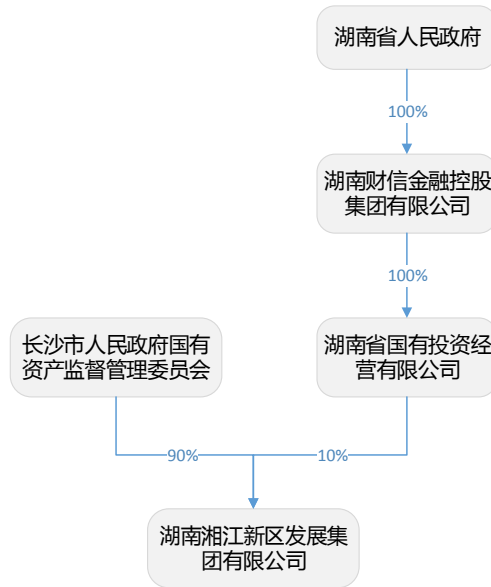 湖南省人民政府
100%
湖南财信金融控股
集团有限公司
100%
长沙市人民政府国有
资产监督管理委员会
湖南省国有投资经
营有限公司
90%
10%
湖南湘江新区发展集
团有限公司